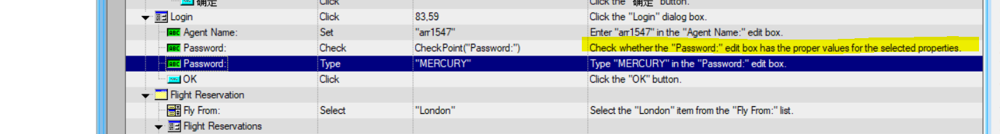 确定 Click Click the "确定" button.
Login Click 83,59 Click the "Login" dialog box.
ABC Agent Name: Set "arr1547" Enter "arr1547" in the "Agent Name:" edit box.
ABC Password: Check CheckPoint("Password:") Check whether the "Password:" edit box has the proper values for the selected properties.
ABC Password: Type "MERCURY" Type "MERCURY" in the "Password:" edit box.
OK Click Click the "OK" button.
Flight Reservation
Fly From: Select "London" Select the "London" item from the "Fly From:" list.
Flight Reservations